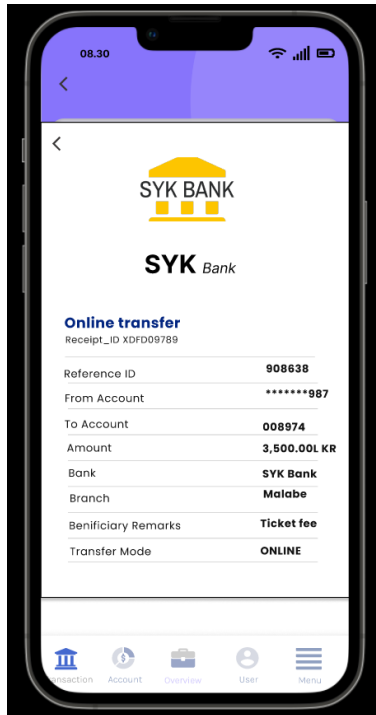 08.30
SYK BANK
SYK Bank
Online transfer
Receipt_ID XDFD09789
Reference ID 908638
From Account *******987
To Account 008974
Amount 3,500.00L KR
Bank SYK Bank
Branch Malabe
Benificiary Remarks Ticket fee
Transfer Mode ONLINE
ansaction Account Overview User Menu